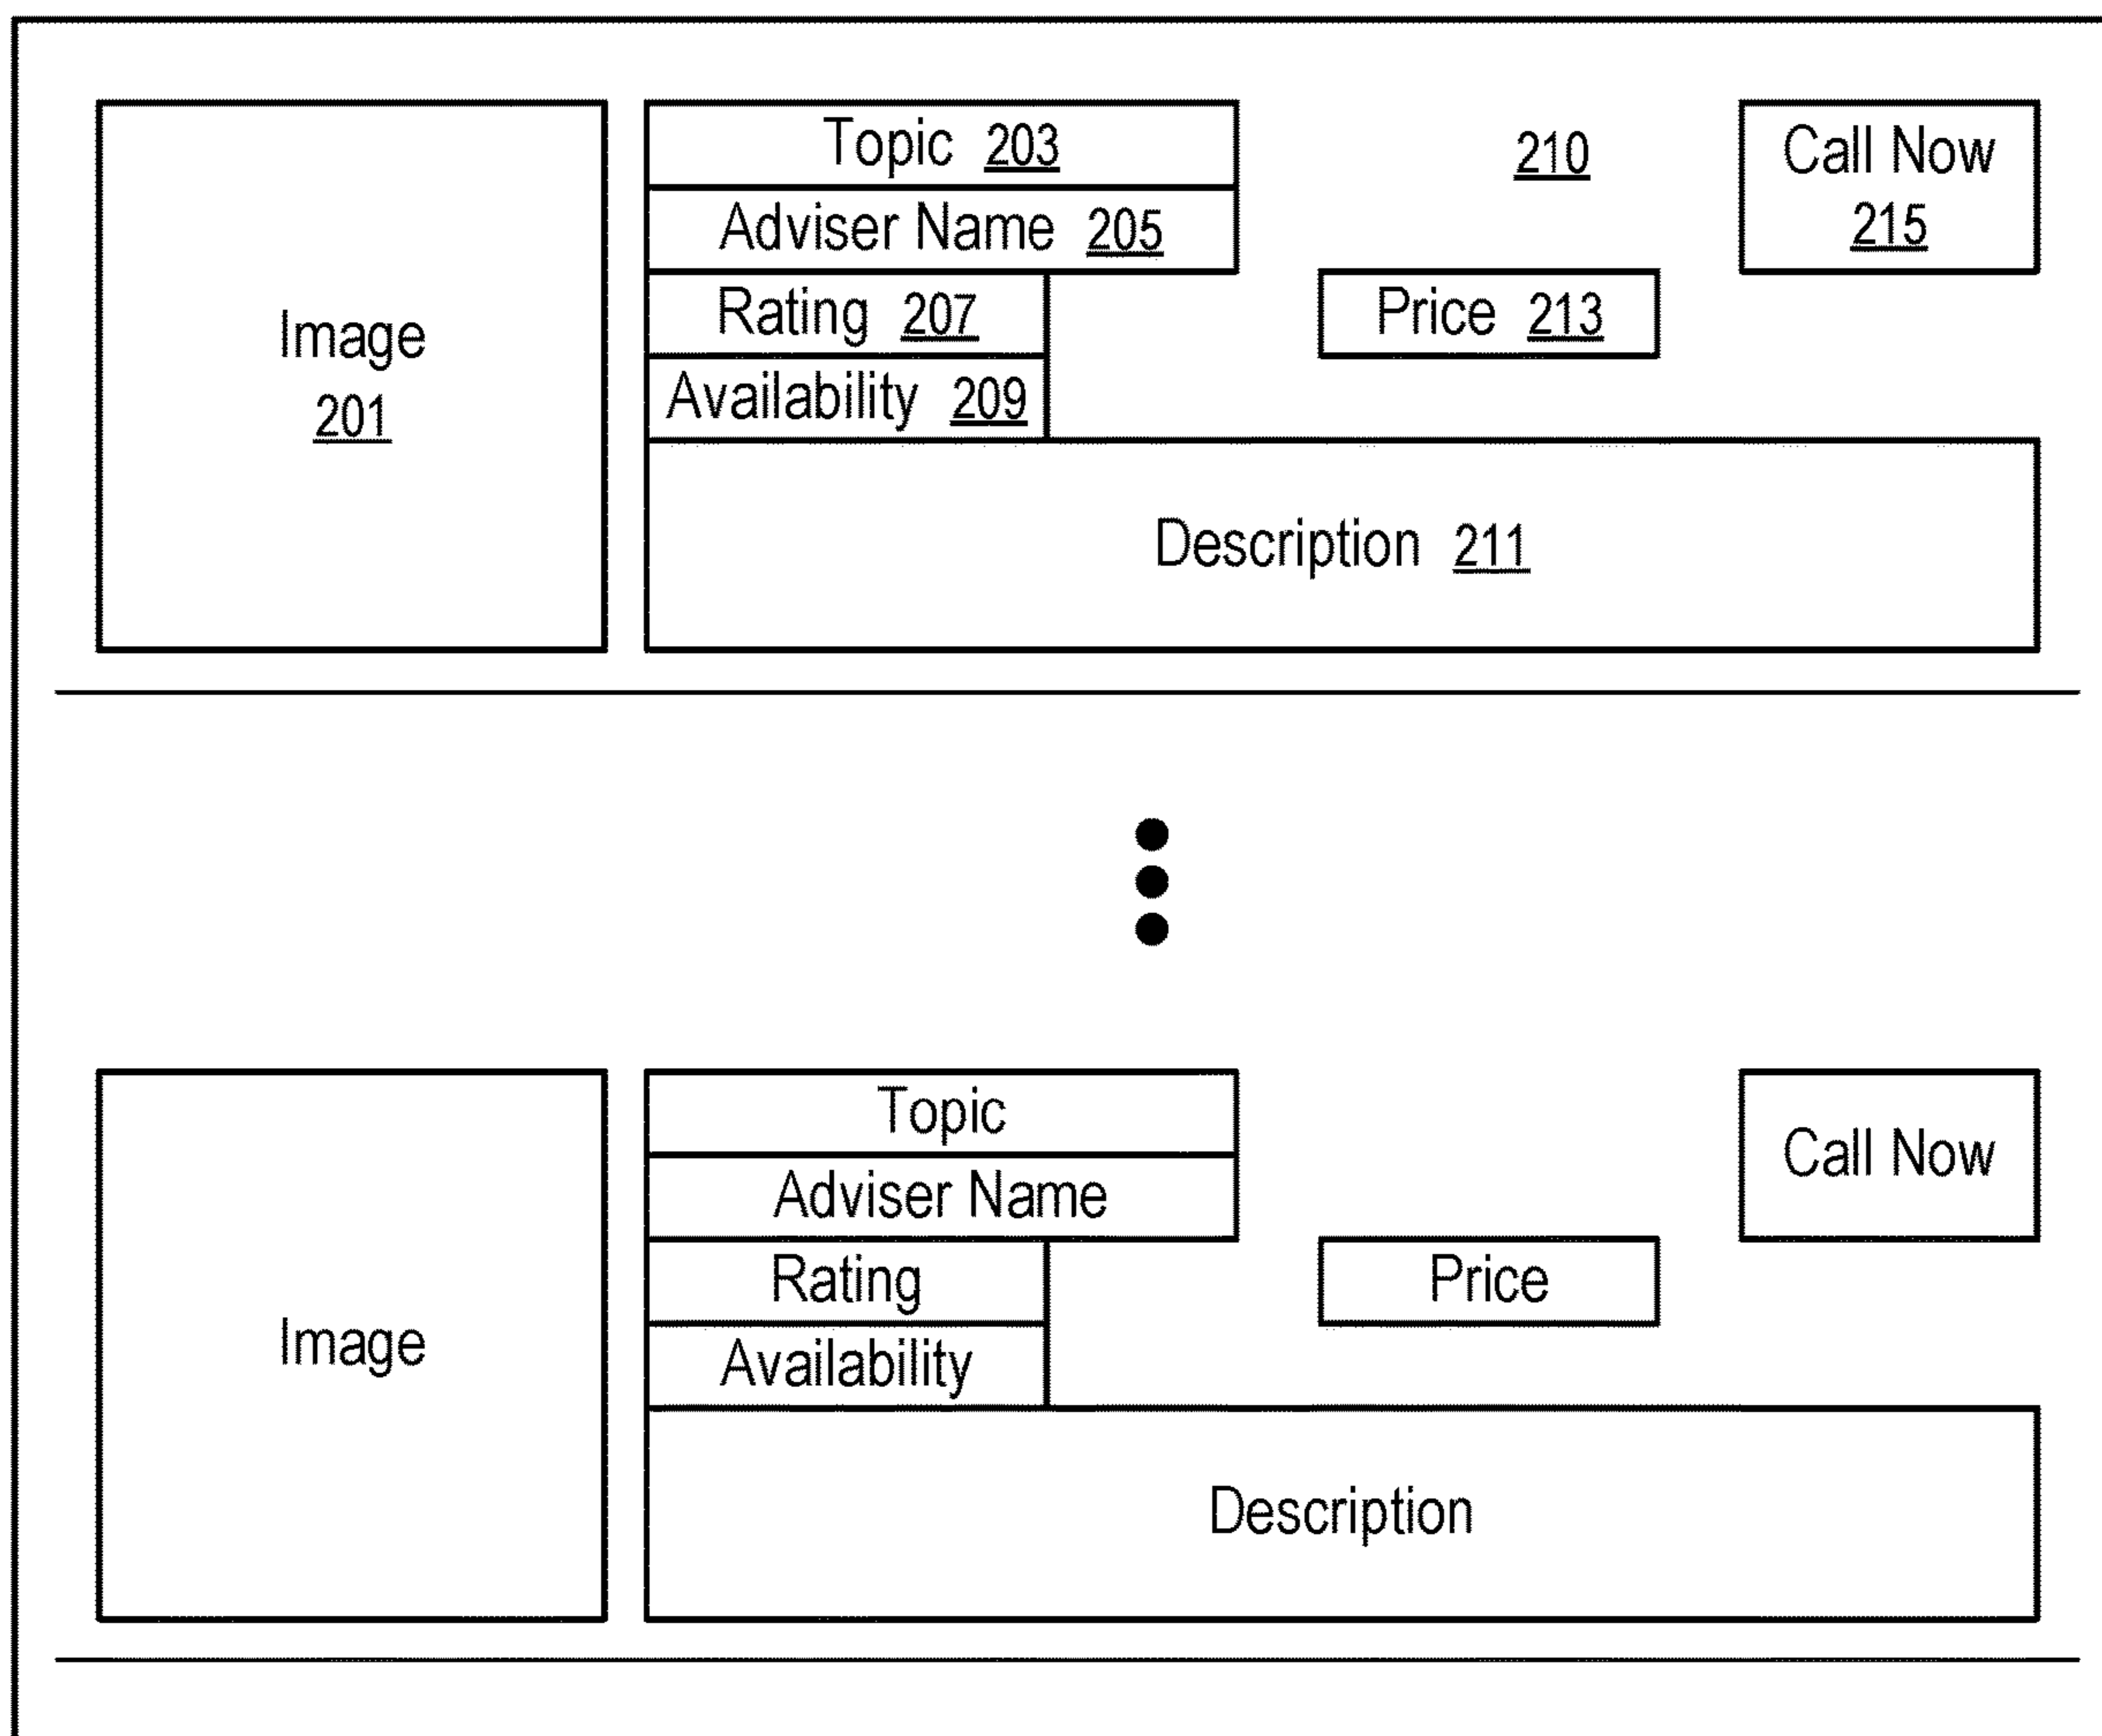 Image
201
Topic 203
Adviser Name 205
Rating 207
Availability 209
210
Price 213
Call Now
215
Description 211
Image
Topic
Adviser Name
Rating
Availability
Price
Call Now
Description